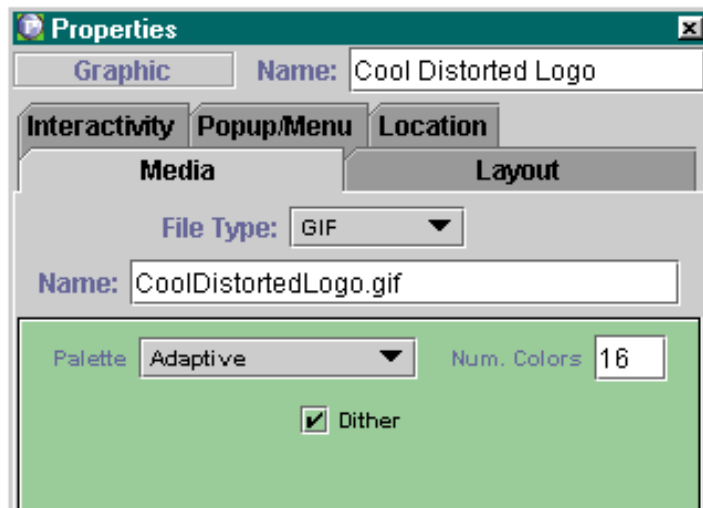 Properties
Graphic Name: Cool Distorted Logo
Interactivity Popup/Menu Location
Media Layout
File Type: GIF
Name: CoolDistortedLogo.gif
Palette Adaptive Num. Colors 16
Dither